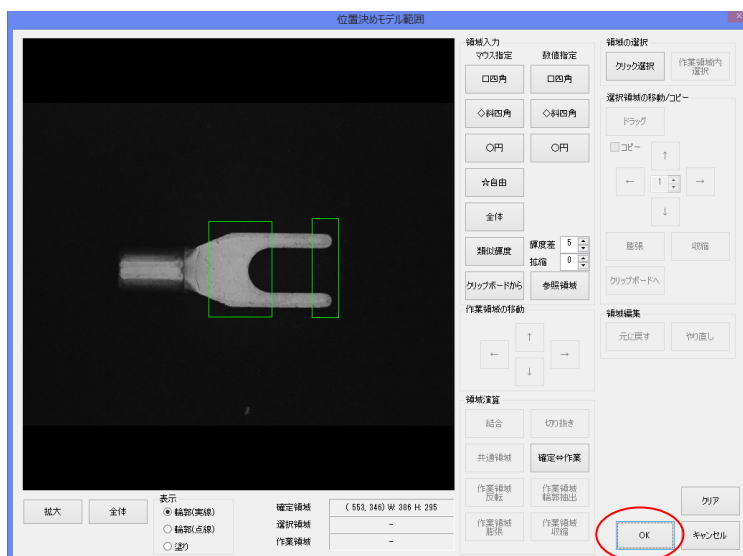 位置決めモデル範囲
領域入力
マウス指定 数値指定
□四角 □四角
◇斜四角 ◇斜四角
○円 ○円
☆自由
全体
類似輝度 輝度差 5
拡縮 0
クリップボードから 参照領域
作業領域の移動
↑
← →
↓
領域演算
結合 切り抜き
共通領域 確定⇔作業
作業領域
反転
作業領域
輪郭抽出
作業領域
膨張
作業領域
収縮
領域の選択
クリック選択
作業領域内
選択
選択領域の移動/コピー
ドラッグ
コピー
↑
← 1 →
↓
膨張 収縮
クリップボードへ
領域編集
元に戻す やり直し
クリア
OK キャンセル
拡大 全体
表示
輪郭(実線)
輪郭(点線)
塗り
確定領域 ( 553, 346) W: 386 H: 295
選択領域 -
作業領域 -